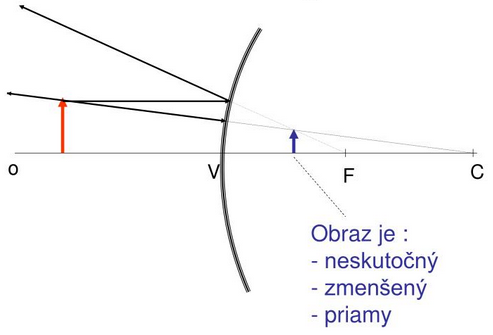 o V F C
Obraz je :
- neskutočný
- zmenšený
- priamy